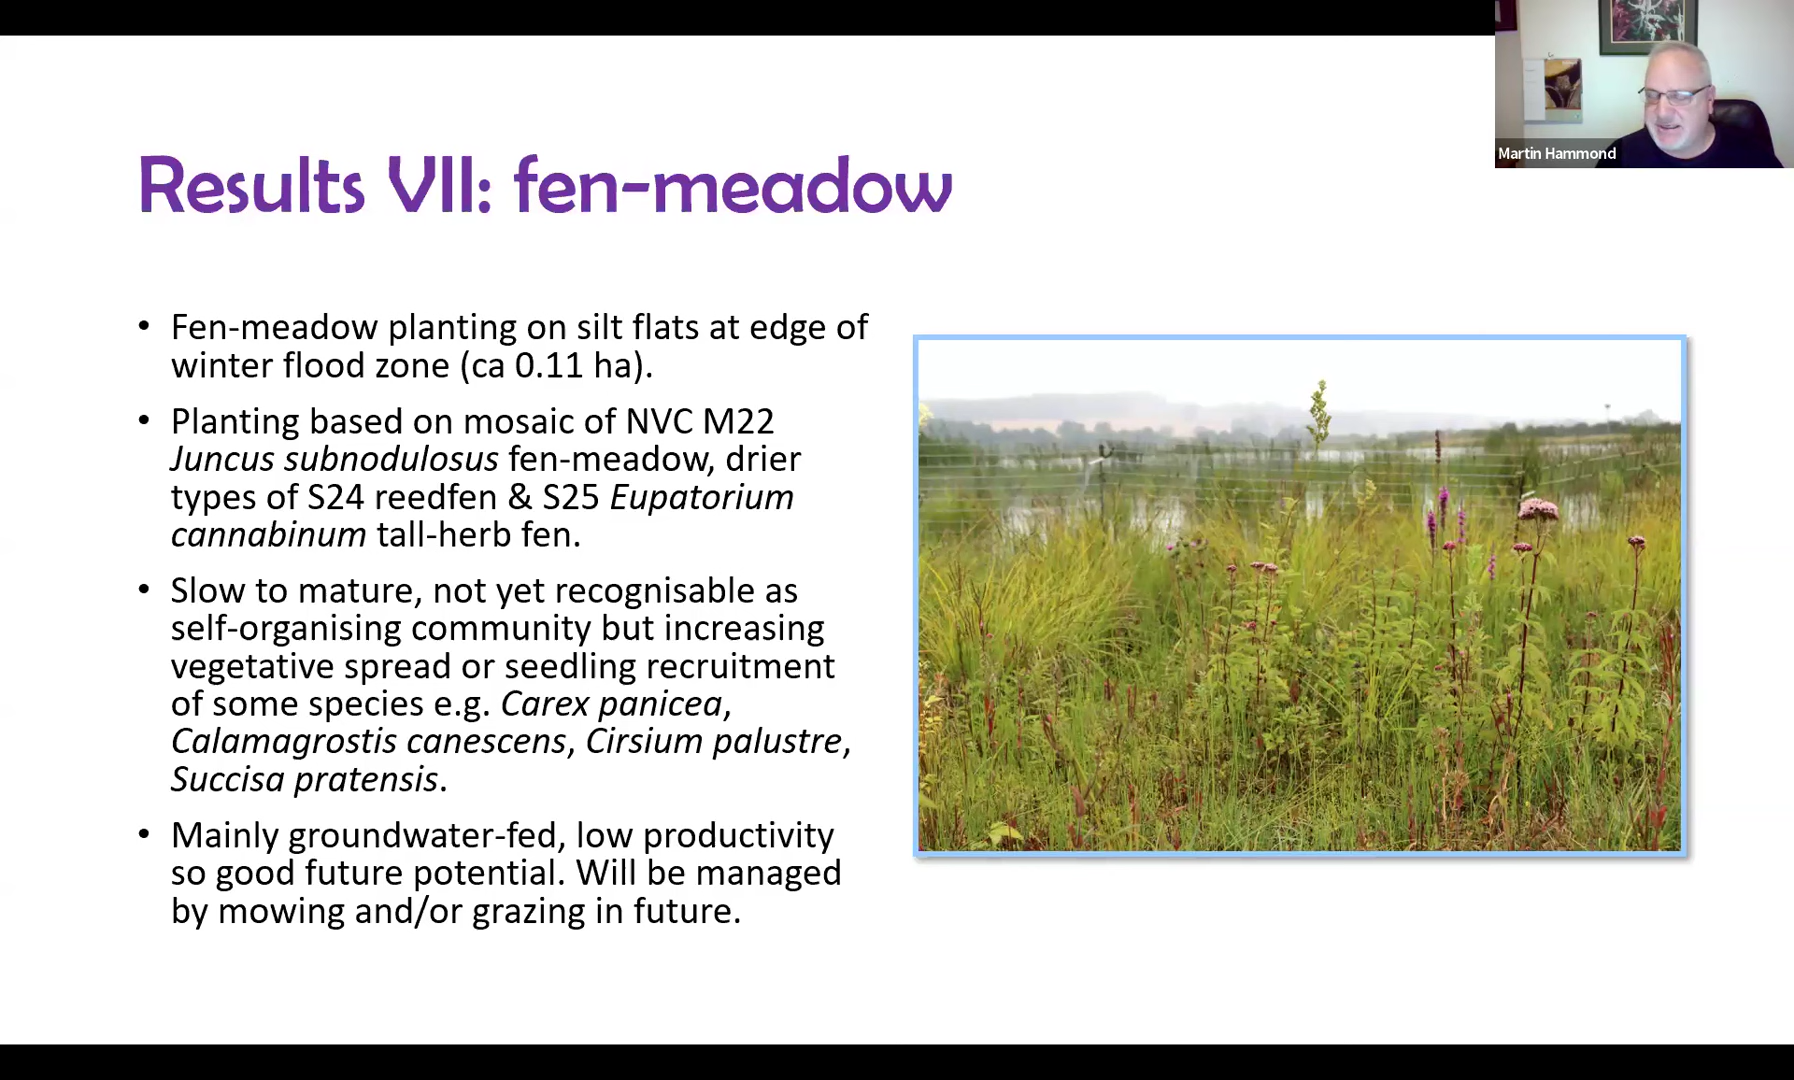 Martin Hammond
Results VII: fen-meadow
• Fen-meadow planting on silt flats at edge of
winter flood zone (ca 0.11 ha).
• Planting based on mosaic of NVC M22
Juncus subnodulosus fen-meadow, drier
types of S24 reedfen & S25 Eupatorium
cannabinum tall-herb fen.
• Slow to mature, not yet recognisable as
self-organising community but increasing
vegetative spread or seedling recruitment
of some species e.g. Carex panicea,
Calamagrostis canescens, Cirsium palustre,
Succisa pratensis.
• Mainly groundwater-fed, low productivity
so good future potential. Will be managed
by mowing and/or grazing in future.